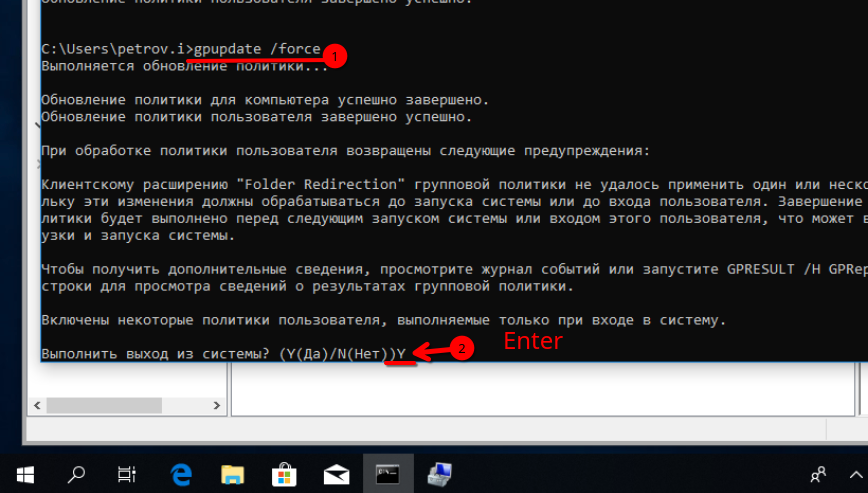 Обновление политики пользователя завершено успешно.
C:\Users\petrov.i>gpupdate /force
1
Выполняется обновление политики...
Обновление политики для компьютера успешно завершено.
Обновление политики пользователя завершено успешно.
При обработке политики пользователя возвращены следующие предупреждения:
Клиентскому расширению "Folder Redirection" групповой политики не удалось применить один или неско
льку эти изменения должны обрабатываться до запуска системы или до входа пользователя. Завершение
литики будет выполнено перед следующим запуском системы или входом этого пользователя, что может в
узки и запуска системы.
Чтобы получить дополнительные сведения, просмотрите журнал событий или запустите GPRESULT /H GPRep
строки для просмотра сведений о результатах групповой политики.
Включены некоторые политики пользователя, выполняемые только при входе в систему.
Enter
Выполнить выход из системы? (Y(Да)/N(Нет))Y
2